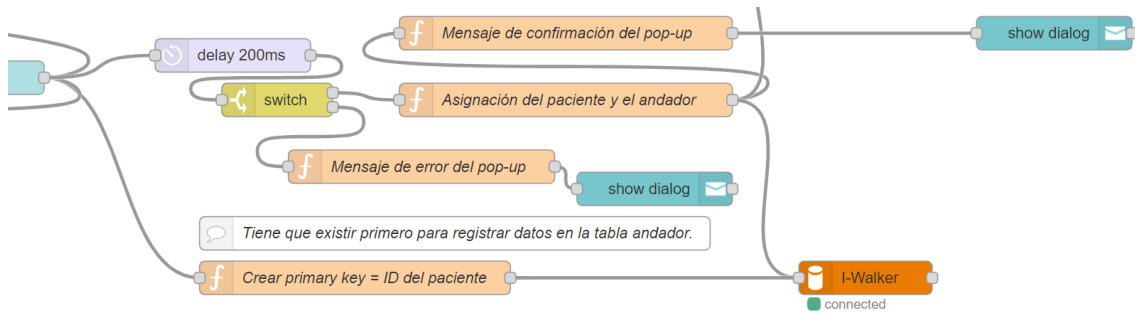 Mensaje de confirmación del pop-up
show dialog
delay 200ms
switch
Asignación del paciente y el andador
Mensaje de error del pop-up
show dialog
Tiene que existir primero para registrar datos en la tabla andador.
Crear primary key = ID del paciente
I-Walker
connected